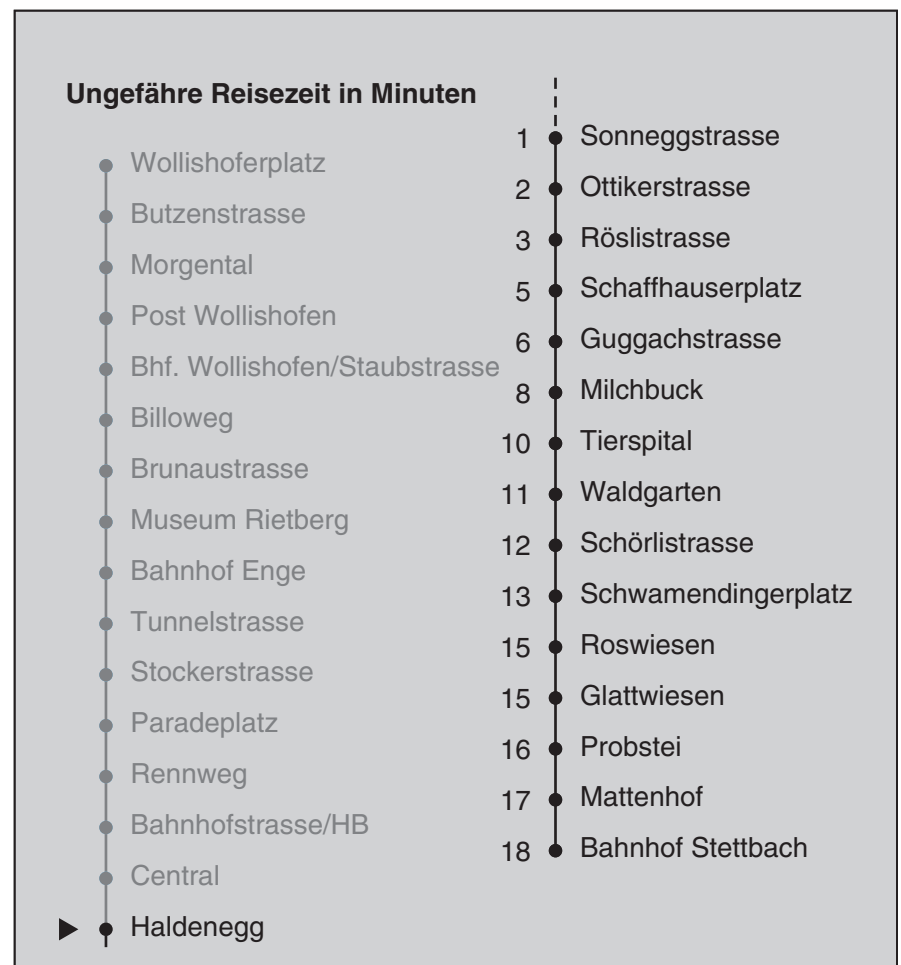 Ungefähre Reisezeit in Minuten
Wollishoferplatz
Butzenstrasse
Morgental
Post Wollishofen
Bhf. Wollishofen/Staubstrasse
Billoweg
Brunaustrasse
Museum Rietberg
Bahnhof Enge
Tunnelstrasse
Stockerstrasse
Paradeplatz
Rennweg
Bahnhofstrasse/HB
Central
Haldenegg
1 Sonneggstrasse
2 Ottikerstrasse
3 Röslistrasse
5 Schaffhauserplatz
6 Guggachstrasse
8 Milchbuck
10 Tierspital
11 Waldgarten
12 Schörlistrasse
13 Schwamendingerplatz
15 Roswiesen
15 Glattwiesen
16 Probstei
17 Mattenhof
18 Bahnhof Stettbach